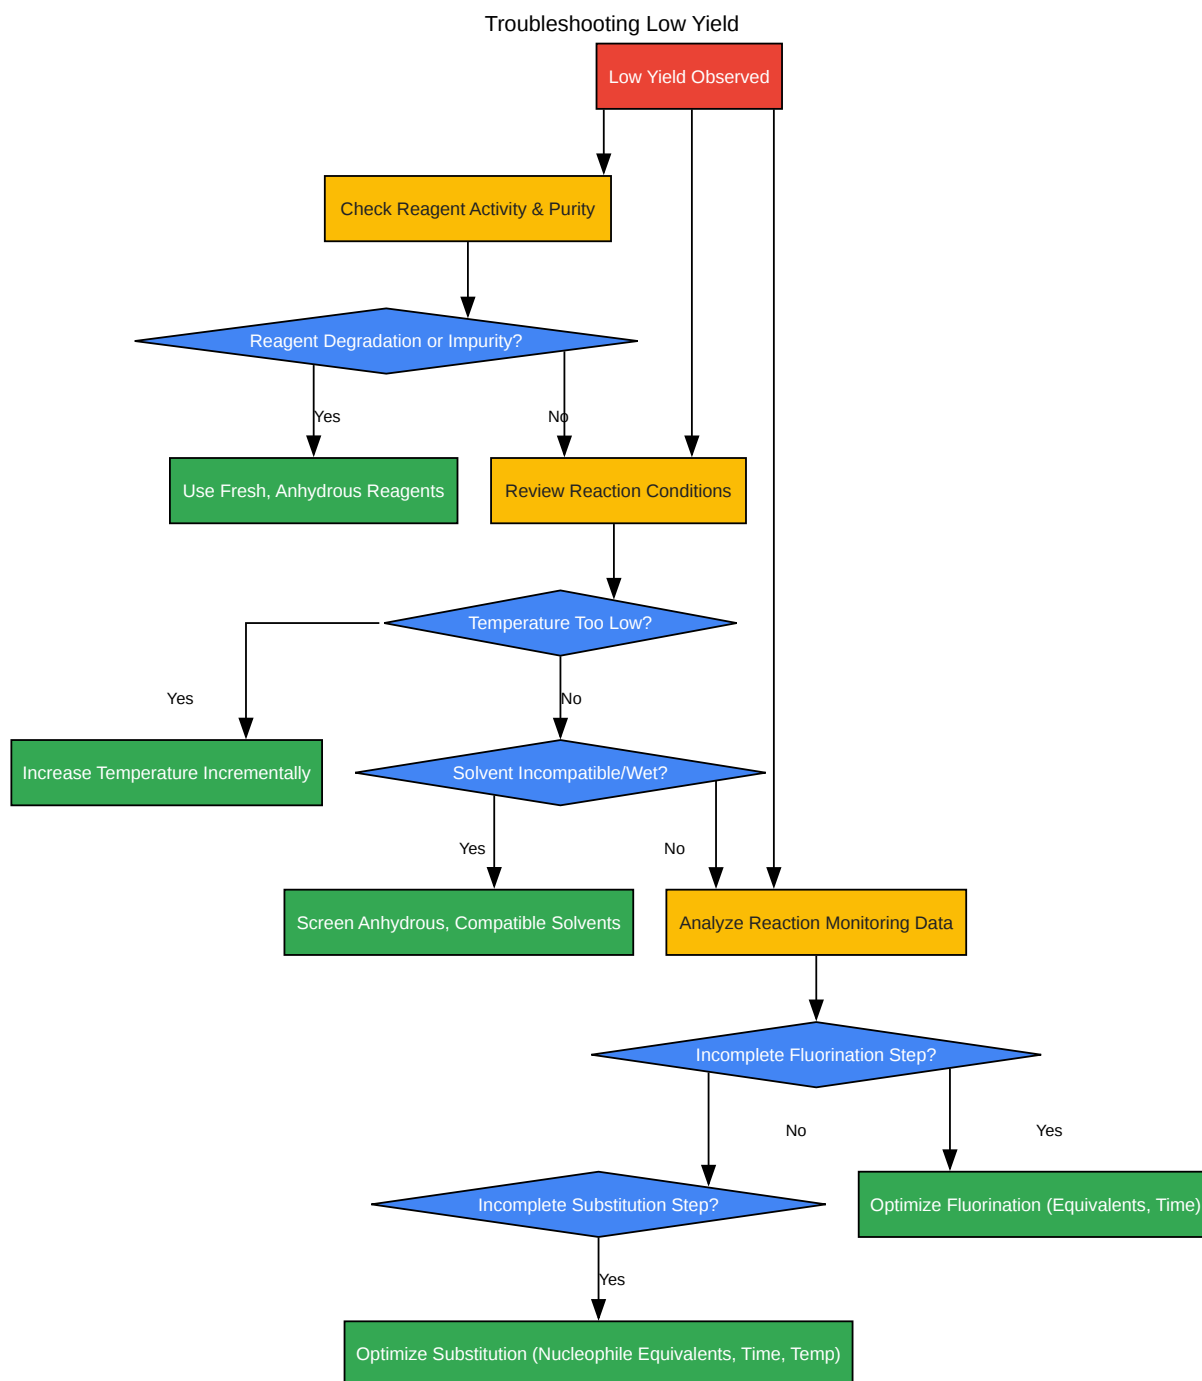 Troubleshooting Low Yield
Low Yield Observed
Check Reagent Activity & Purity
Reagent Degradation or Impurity?
Yes
No
Use Fresh, Anhydrous Reagents
Review Reaction Conditions
Temperature Too Low?
Yes
No
Increase Temperature Incrementally
Solvent Incompatible/Wet?
Yes
No
Screen Anhydrous, Compatible Solvents
Analyze Reaction Monitoring Data
Incomplete Fluorination Step?
No
Yes
Incomplete Substitution Step?
Optimize Fluorination (Equivalents, Time)
Yes
Optimize Substitution (Nucleophile Equivalents, Time, Temp)